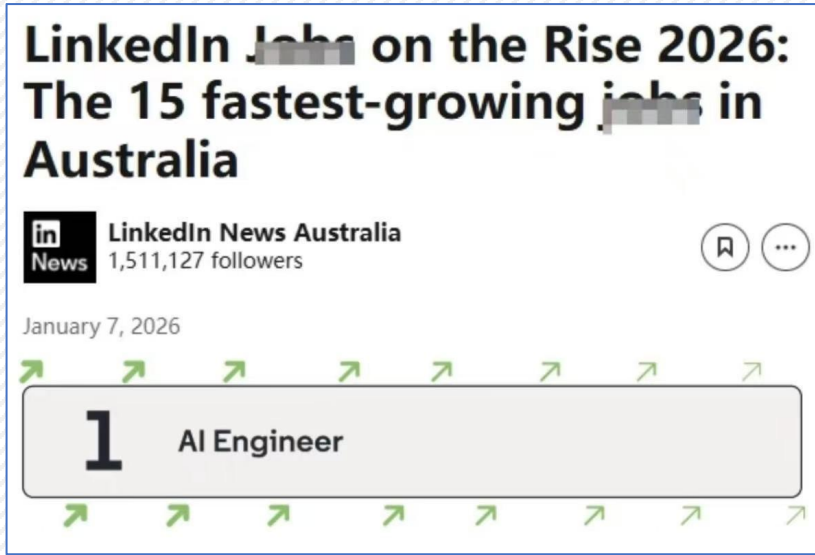 LinkedIn on the Rise 2026:
The 15 fastest-growing in
Australia
in
News
LinkedIn News Australia
1,511,127 followers
January 7, 2026
1 AI Engineer